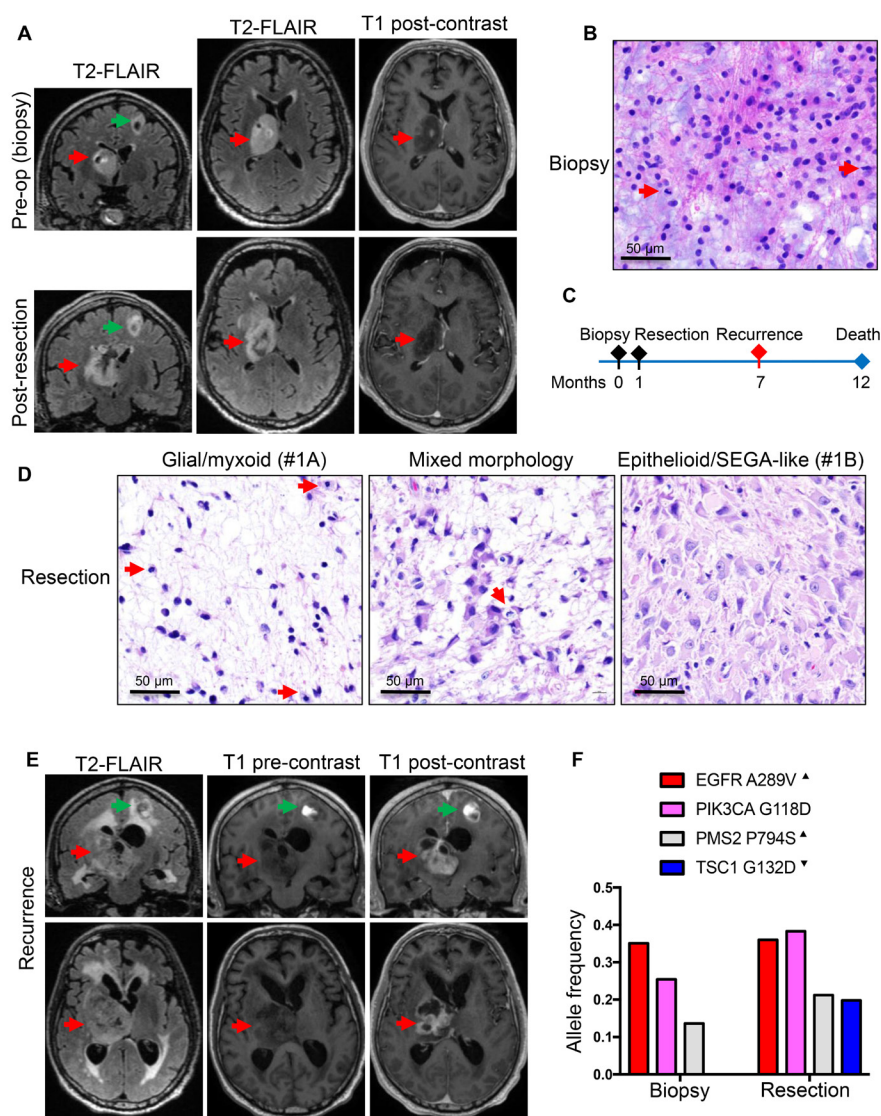 A
T2-FLAIR
T2-FLAIR
T1 post-contrast
Pre-op (biopsy)
Post-resection
B
Biopsy
50 µm
C
Biopsy Resection Recurrence Death
Months 0 1 7 12
D
Glial/myxoid (#1A)
Mixed morphology
Epithelioid/SEGA-like (#1B)
Resection
50 µm
50 µm
50 µm
E
T2-FLAIR
T1 pre-contrast
T1 post-contrast
Recurrence
F
EGFR A289V ▲
PIK3CA G118D
PMS2 P794S ▲
TSC1 G132D ▼
Allele frequency
0.5
0.4
0.3
0.2
0.1
0.0
Biopsy
Resection